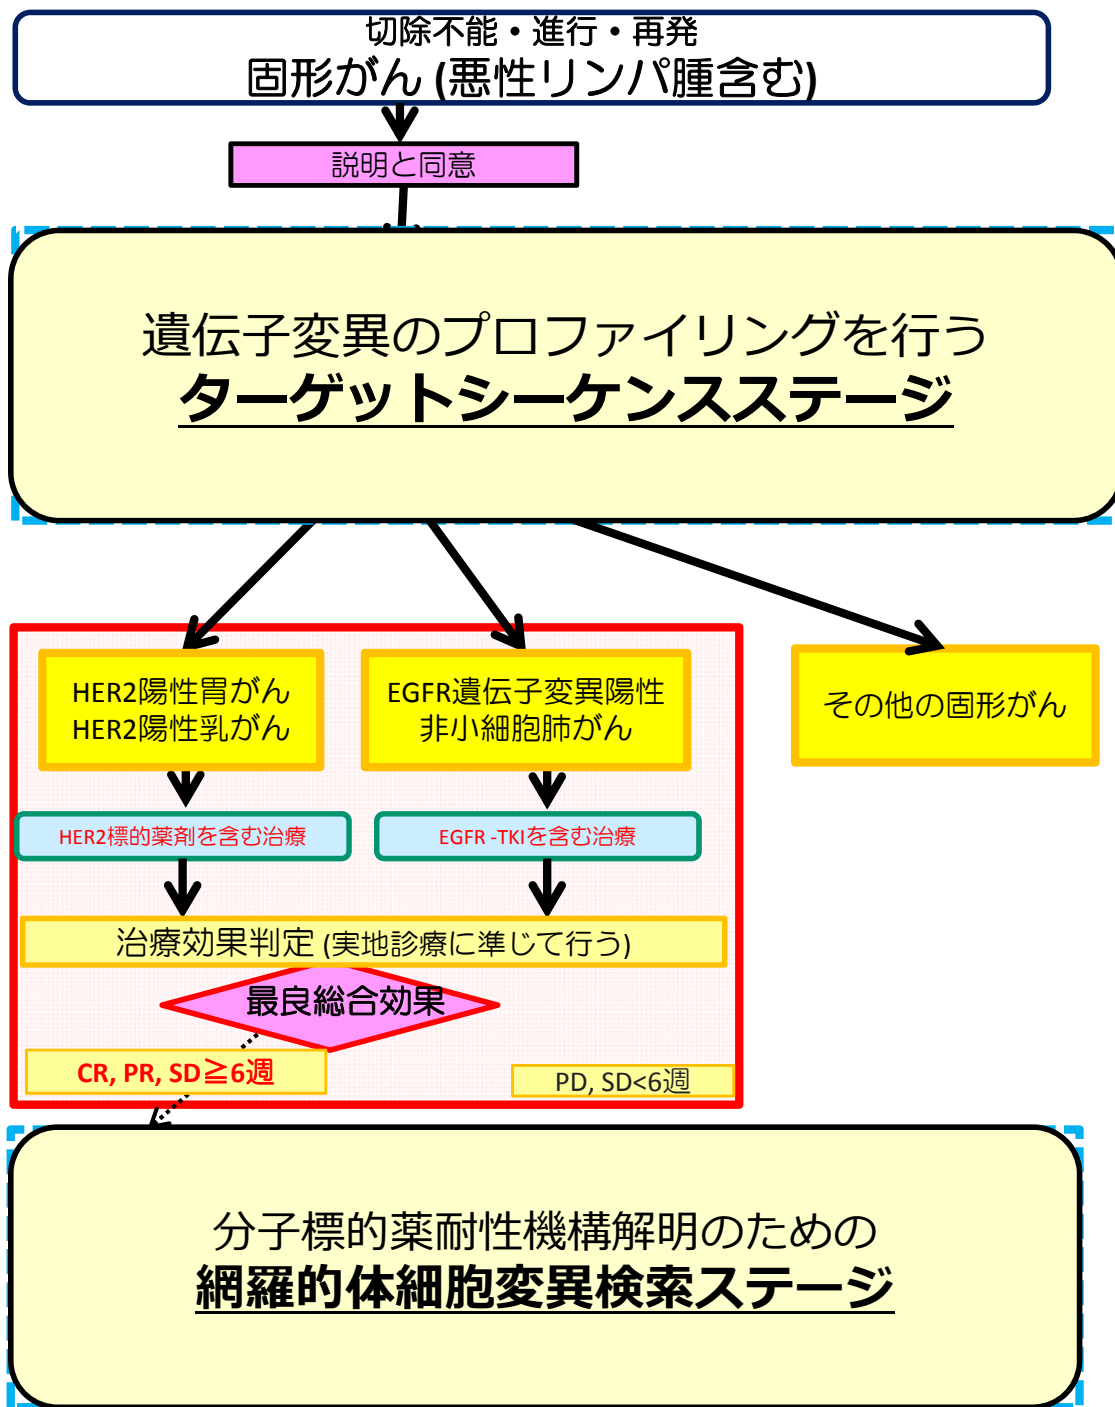 切除不能・進行・再発
固形がん (悪性リンパ腫含む)
説明と同意
遺伝子変異のプロファイリングを行う
ターゲットシーケンスステージ
HER2陽性胃がん
HER2陽性乳がん
EGFR遺伝子変異陽性
非小細胞肺がん
その他の固形がん
HER2標的薬剤を含む治療
EGFR -TKIを含む治療
治療効果判定 (実地診療に準じて行う)
最良総合効果
CR, PR, SD≧6週
PD, SD<6週
分子標的薬耐性機構解明のための
網羅的体細胞変異検索ステージ